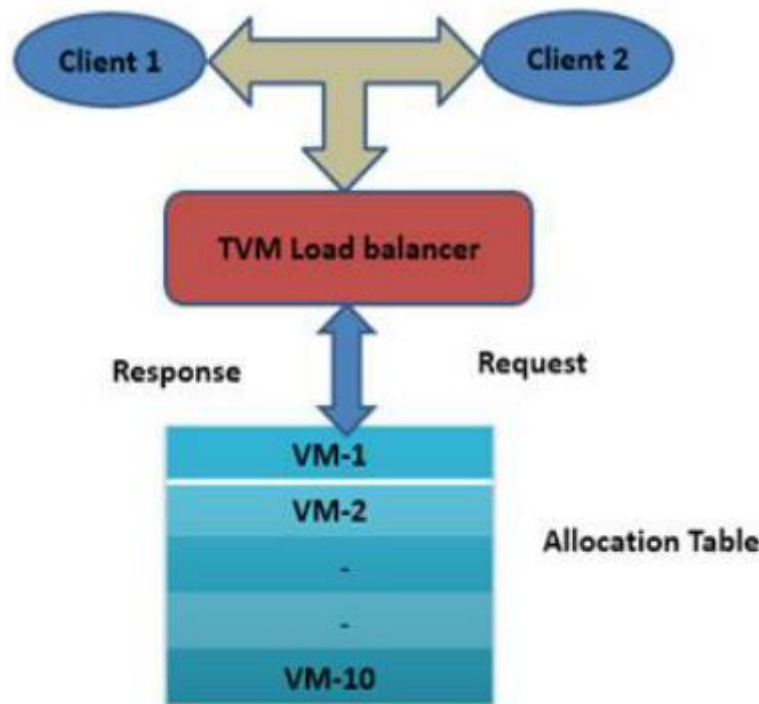 Client 1
Client 2
TVM Load balancer
Response
Request
VM-1
VM-2
Allocation Table
-
-
VM-10